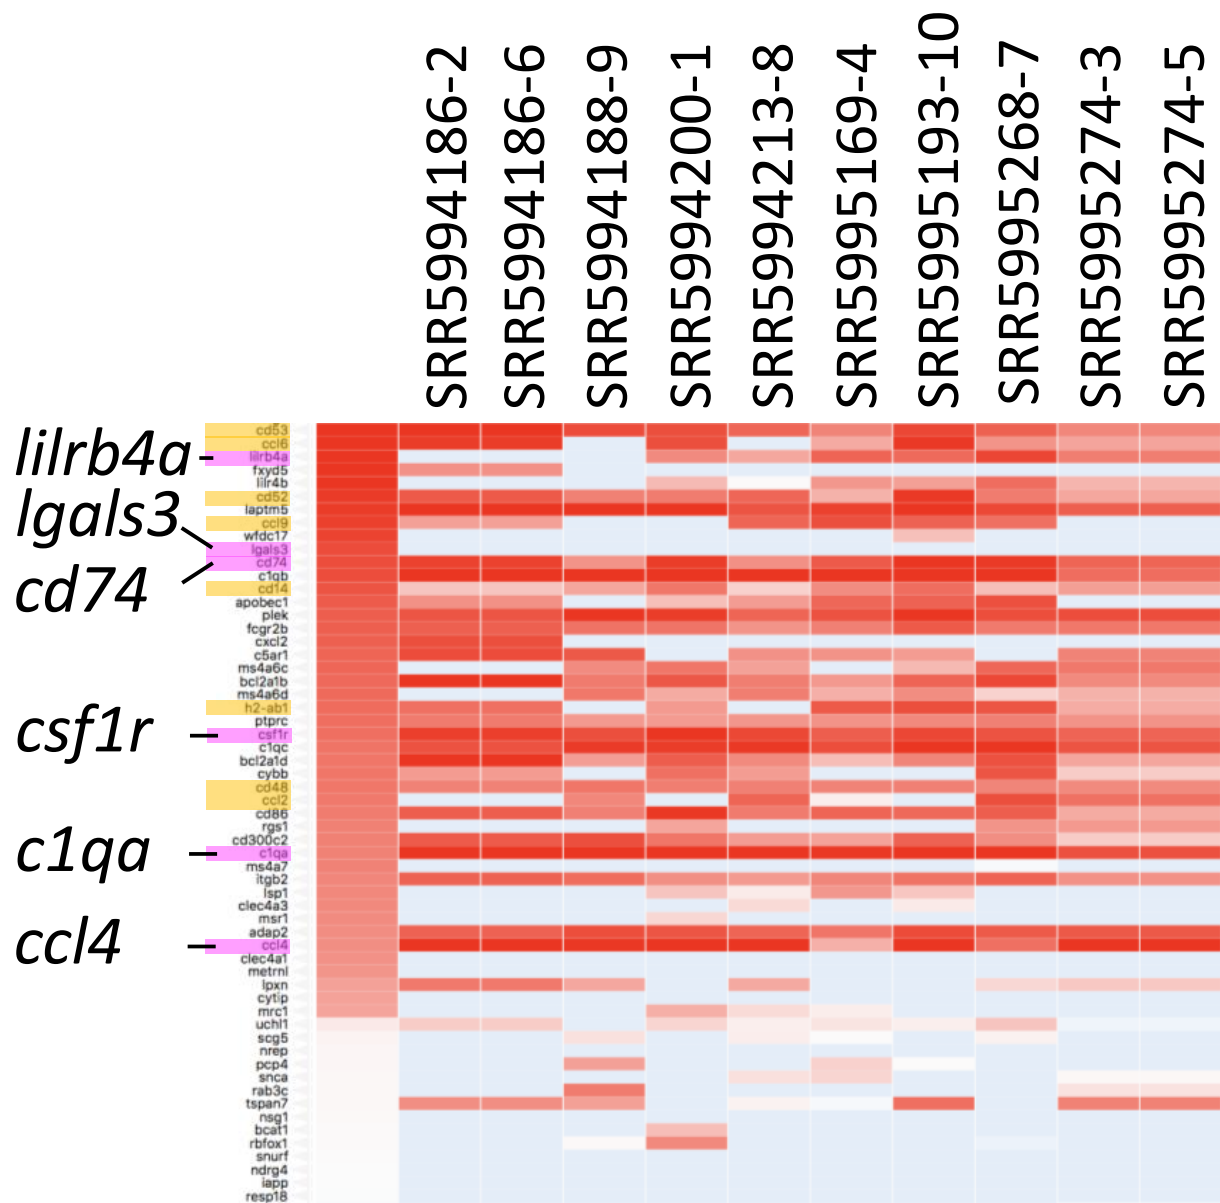 SRR5994186-2
SRR5994186-6
SRR5994188-9
SRR5994200-1
SRR5994213-8
SRR5995169-4
SRR5995193-10
SRR5995268-7
SRR5995274-3
SRR5995274-5
lilrb4a
lgals3
cd74
csf1r
c1qa
ccl4
cd53
ccl6
lilrb4a
fxyd5
lilr4b
cd52
laptm5
ccl9
wfdc17
lgals3
cd74
c1qb
cd14
apobec1
plek
fcgr2b
cxcl2
c5ar1
ms4a6c
bcl2a1b
ms4a6d
h2-ab1
ptprc
csf1r
c1qc
bcl2a1d
cybb
cd48
ccl2
cd86
rgs1
cd300c2
c1qa
ms4a7
itgb2
lsp1
clec4a3
msr1
adap2
ccl4
clec4a1
metrnl
lpxn
cytip
mrc1
uchl1
scg5
nrep
pcp4
snca
rab3c
tspan7
nsg1
bcat1
rbfox1
snurf
ndrg4
iapp
resp18